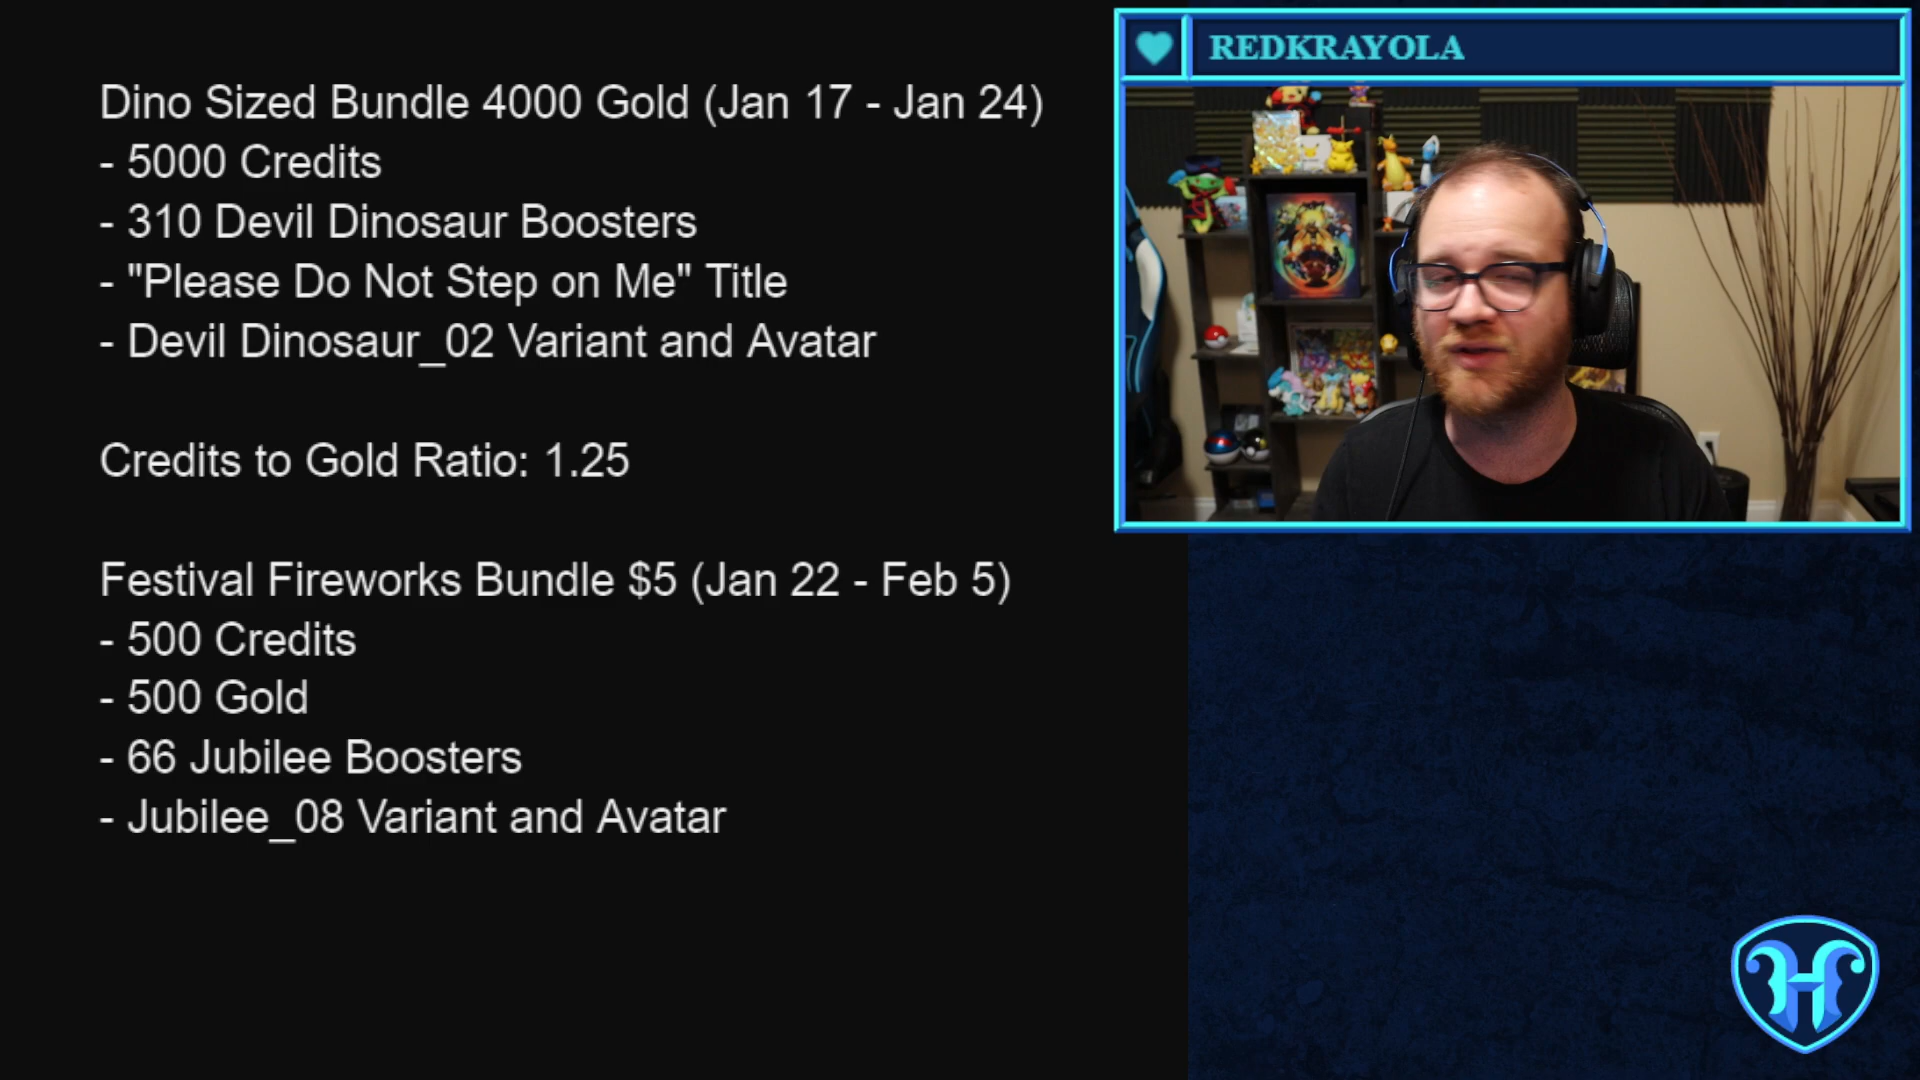 Dino Sized Bundle 4000 Gold (Jan 17 - Jan 24)
- 5000 Credits
- 310 Devil Dinosaur Boosters
- "Please Do Not Step on Me" Title
- Devil Dinosaur_02 Variant and Avatar
Credits to Gold Ratio: 1.25
Festival Fireworks Bundle $5 (Jan 22 - Feb 5)
- 500 Credits
- 500 Gold
- 66 Jubilee Boosters
- Jubilee_08 Variant and Avatar
REDKRAYOLA
H